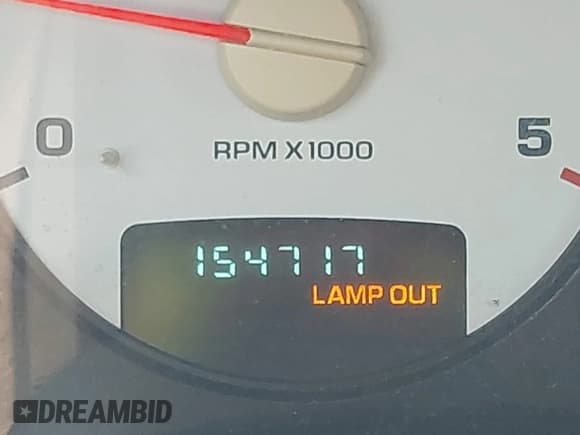 0 5
RPM X1000
154717
LAMP OUT
DREAMBID